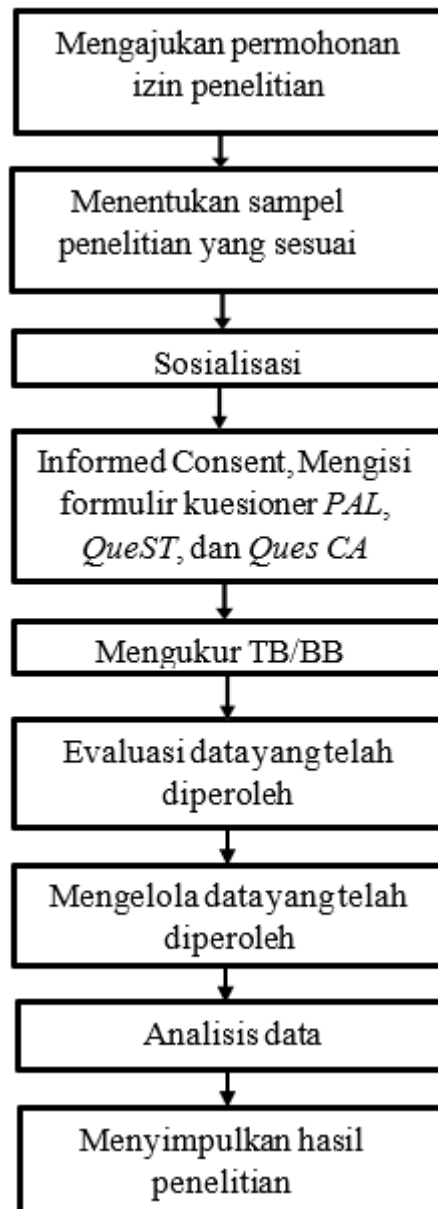 Mengajukan permohonan
izin penelitian
Menentukan sampel
penelitian yang sesuai
Sosialisasi
Informed Consent, Mengisi
formulir kuesioner PAL,
QueST, dan Ques CA
Mengukur TB/BB
Evaluasi data yang telah
diperoleh
Mengelola data yang telah
diperoleh
Analisis data
Menyimpulkan hasil
penelitian